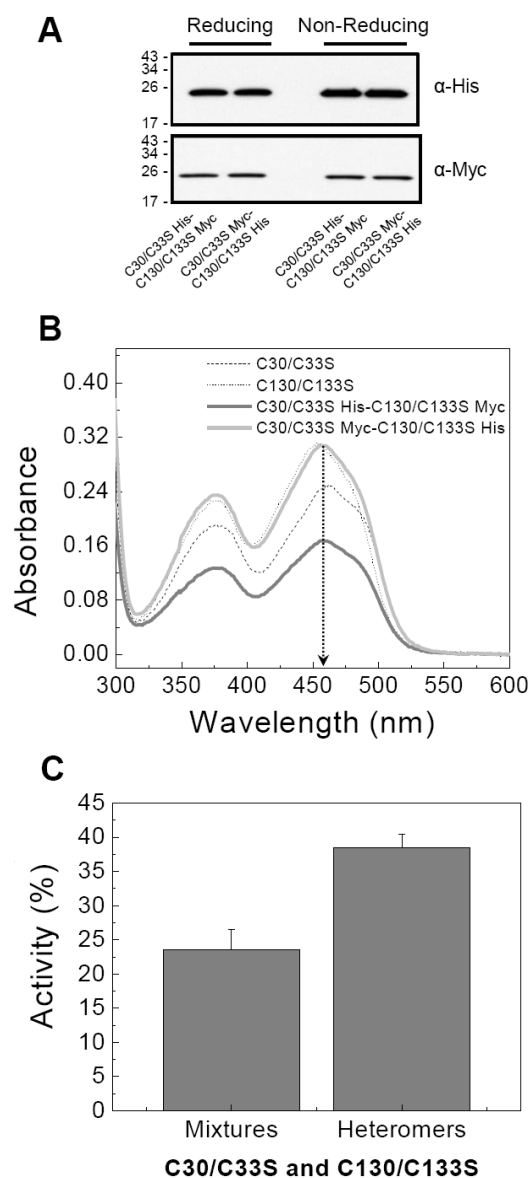 A
Reducing Non-Reducing
43 -
34 -
26 -
17 -
α-His
43 -
34 -
26 -
17 -
α-Myc
C30/C33S His-
C130/C133S Myc
C30/C33S Myc-
C130/C133S His
C30/C33S His-
C130/C133S Myc
C30/C33S Myc-
C130/C133S His
B
C30/C33S
C130/C133S
C30/C33S His-C130/C133S Myc
C30/C33S Myc-C130/C133S His
0.40
0.32
0.24
0.16
0.08
0.00
Absorbance
300 350 400 450 500 550 600
Wavelength (nm)
C
45
40
35
30
25
20
15
10
5
0
Activity (%)
Mixtures Heteromers
C30/C33S and C130/C133S